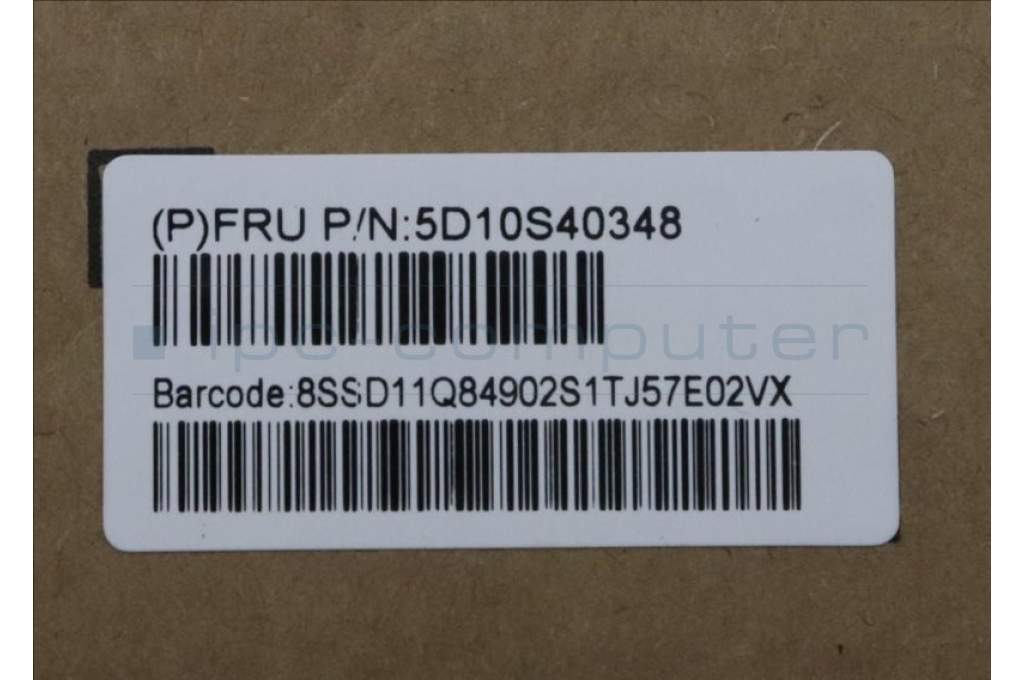 (P)FRU P/N:5D10S40348
ipc-computer
Barcode:8SSD11Q84902S1TJ57E02VX